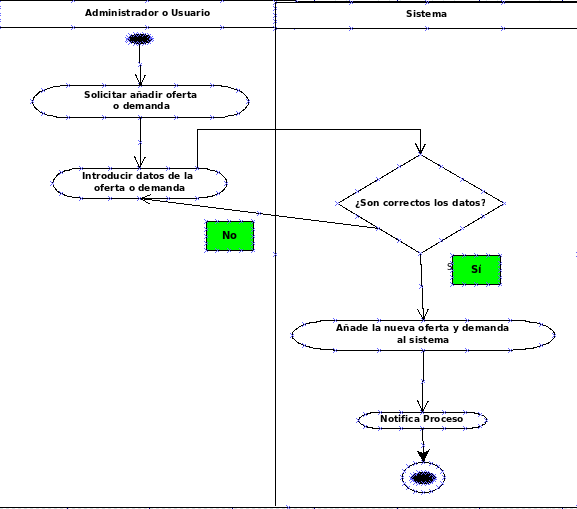 Administrador o Usuario
Sistema
Solicitar añadir oferta
o demanda
Introducir datos de la
oferta o demanda
¿Son correctos los datos?
No
S
Sí
Añade la nueva oferta y demanda
al sistema
Notifica Proceso